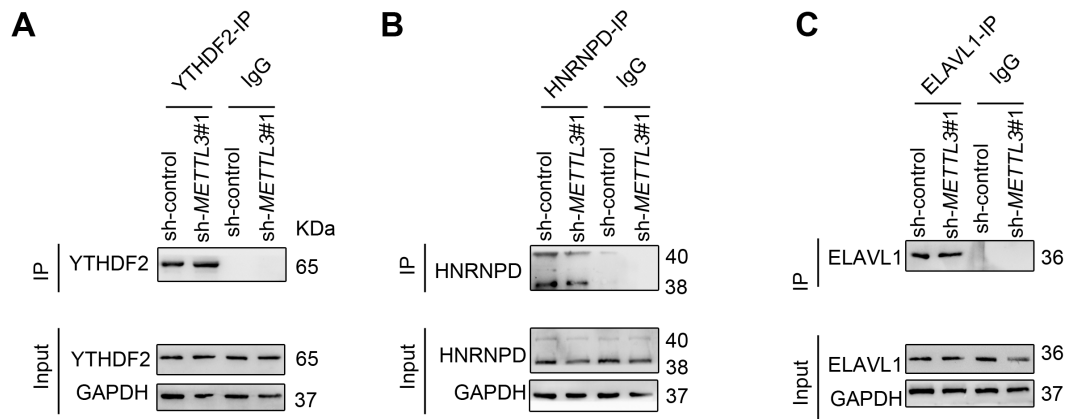 A
YTHDF2-IP
IgG
sh-control
sh-METTL3#1
sh-control
sh-METTL3#1
KDa
IP
YTHDF2
65
Input
YTHDF2
65
GAPDH
37
B
HNRNPD-IP
IgG
sh-control
sh-METTL3#1
sh-control
sh-METTL3#1
IP
HNRNPD
40
38
Input
HNRNPD
40
38
GAPDH
37
C
ELAVL1-IP
IgG
sh-control
sh-METTL3#1
sh-control
sh-METTL3#1
IP
ELAVL1
36
Input
ELAVL1
36
GAPDH
37